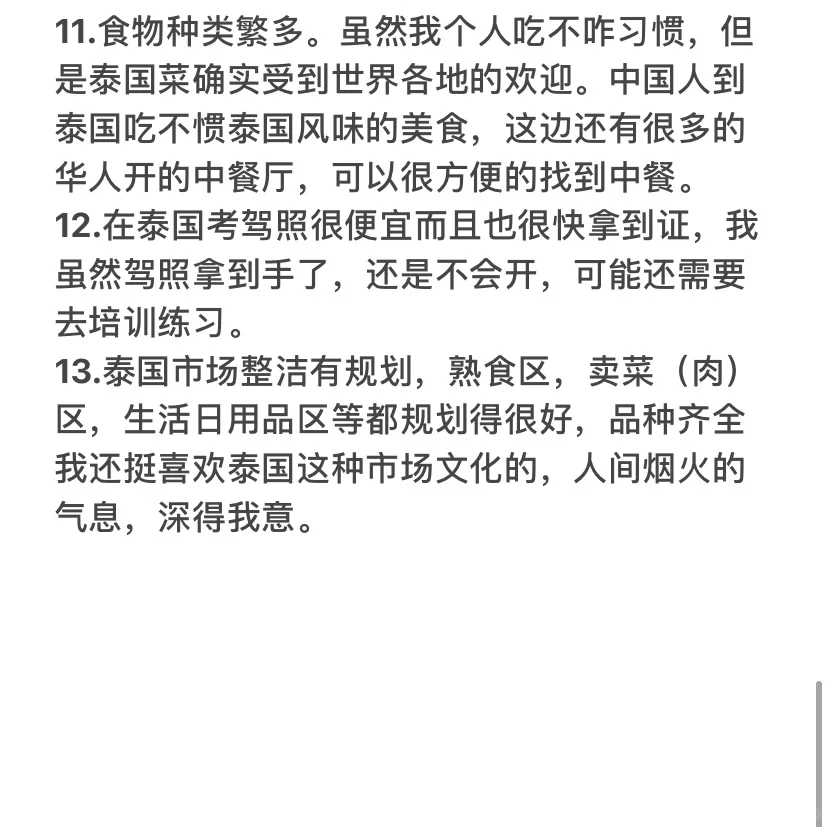 11.食物种类繁多。虽然我个人吃不咋习惯，但
是泰国菜确实受到世界各地的欢迎。中国人到
泰国吃不惯泰国风味的美食，这边还有很多的
华人开的中餐厅，可以很方便的找到中餐。
12.在泰国考驾照很便宜而且也很快拿到证，我
虽然驾照拿到手了，还是不会开，可能还需要
去培训练习。
13.泰国市场整洁有规划，熟食区，卖菜（肉）
区，生活日用品区等都规划得很好，品种齐全
我还挺喜欢泰国这种市场文化的，人间烟火的
气息，深得我意。